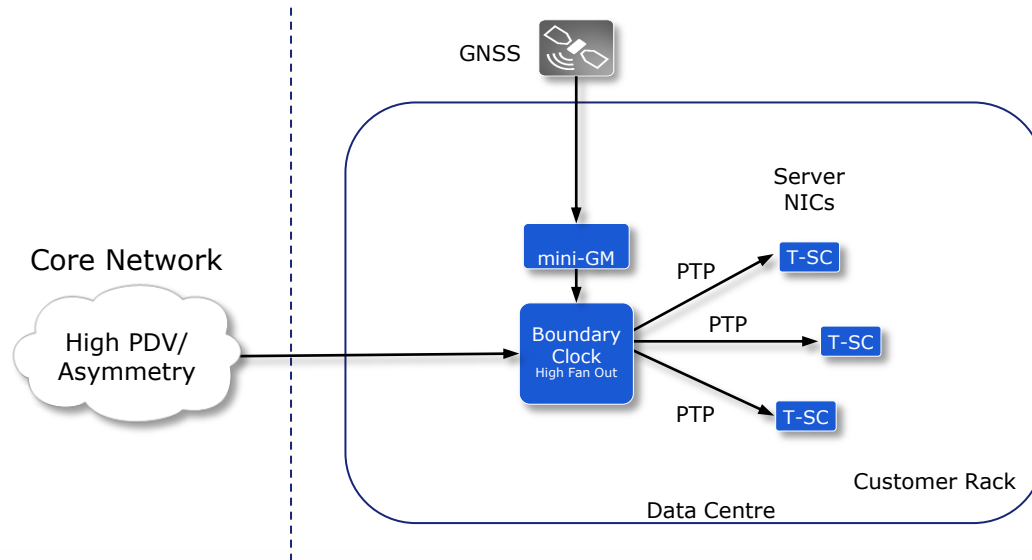 GNSS
Server
NICs
Core Network
mini-GM
PTP
T-SC
High PDV/
Asymmetry
Boundary
Clock
High Fan Out
PTP
T-SC
PTP
T-SC
Customer Rack
Data Centre